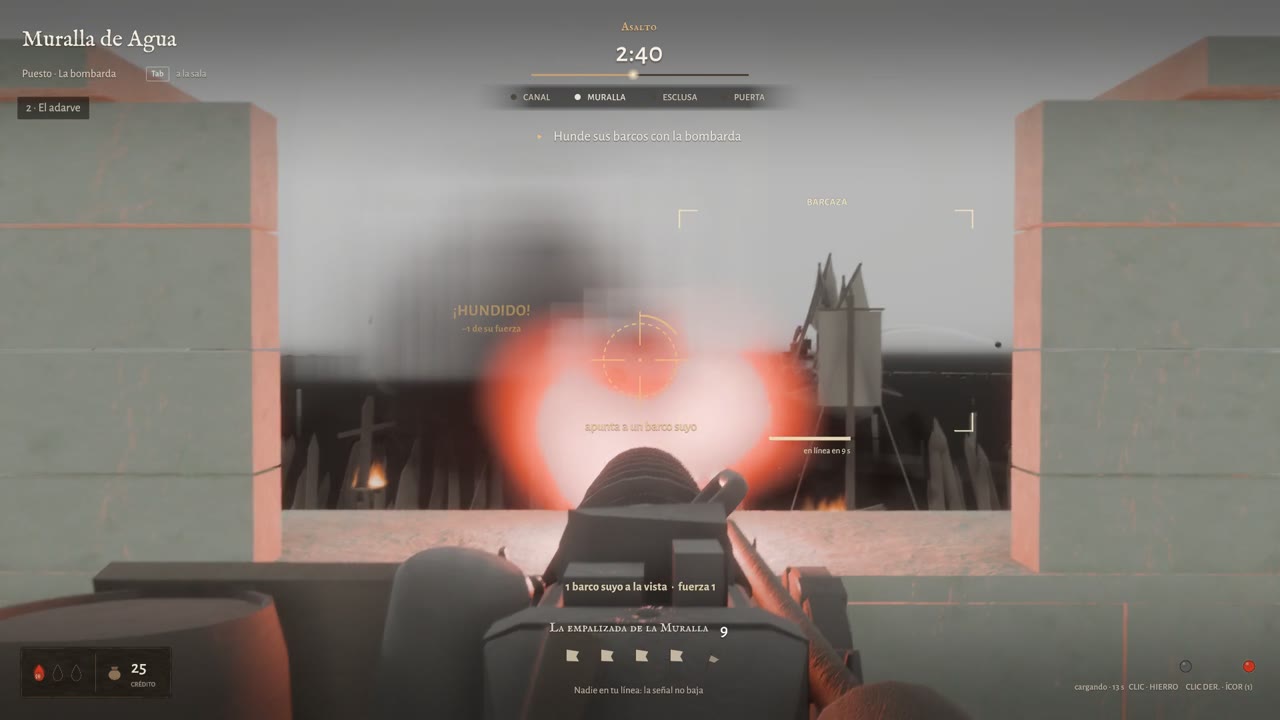 Muralla de Agua
Puesto · La bombarda
Tab a la sala
2 · El adarve
Asalto
2:40
CANAL MURALLA ESCLUSA PUERTA
Hunde sus barcos con la bombarda
BARCAZA
¡HUNDIDO!
−1 de su fuerza
apunta a un barco suyo
en línea en 9 s
1 barco suyo a la vista · fuerza 1
La empalizada de la Muralla 9
Nadie en tu línea: la señal no baja
25
CRÉDITO
cargando · 13 s CLIC · HIERRO CLIC DER. · ÍCOR (1)